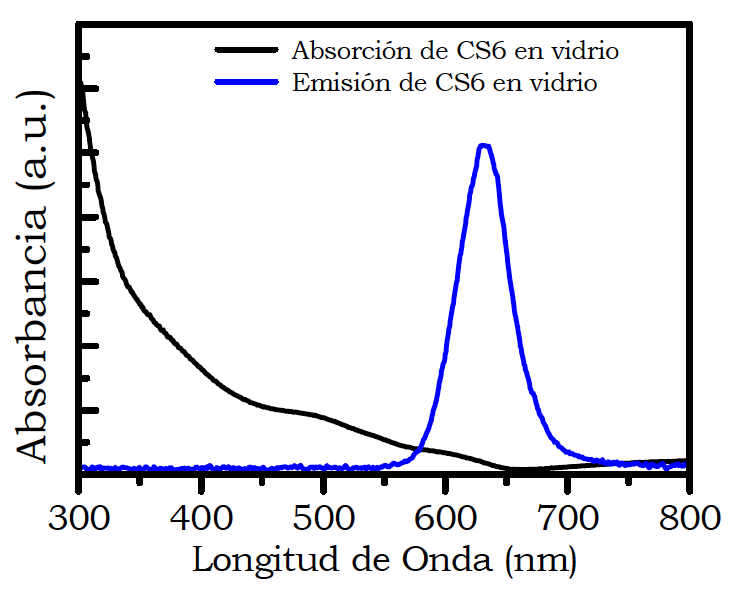 Absorción de CS6 en vidrio
Emisión de CS6 en vidrio
Absorbancia (a.u.)
300 400 500 600 700 800
Longitud de Onda (nm)